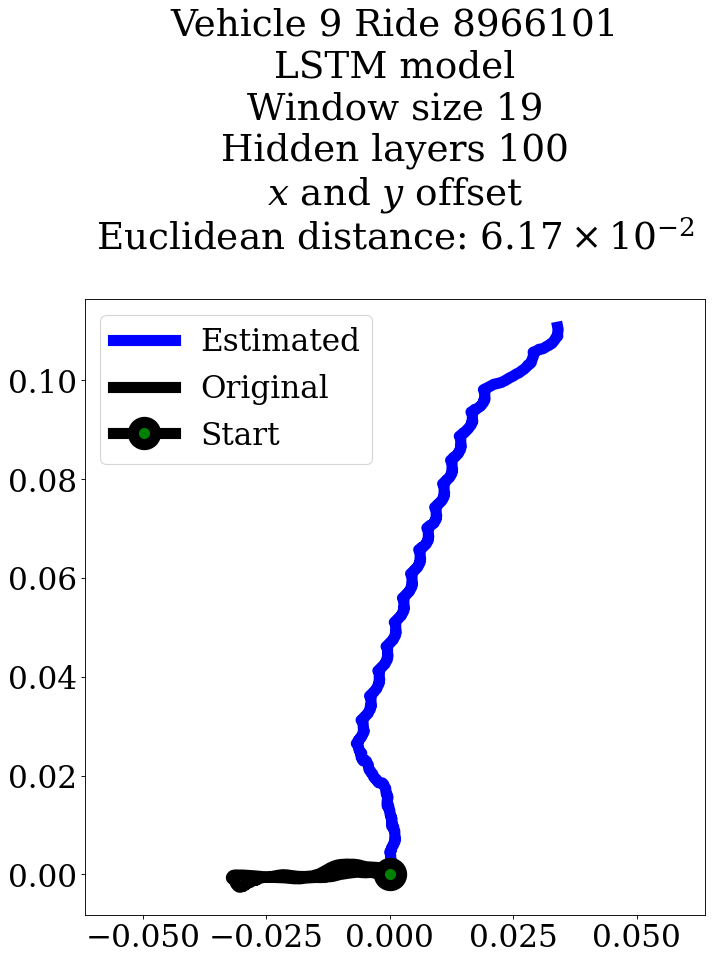 Vehicle 9 Ride 8966101
LSTM model
Window size 19
Hidden layers 100
x and y offset
Euclidean distance: 6.17 × 10⁻²
Estimated
Original
Start
0.10
0.08
0.06
0.04
0.02
0.00
−0.050 −0.025 0.000 0.025 0.050